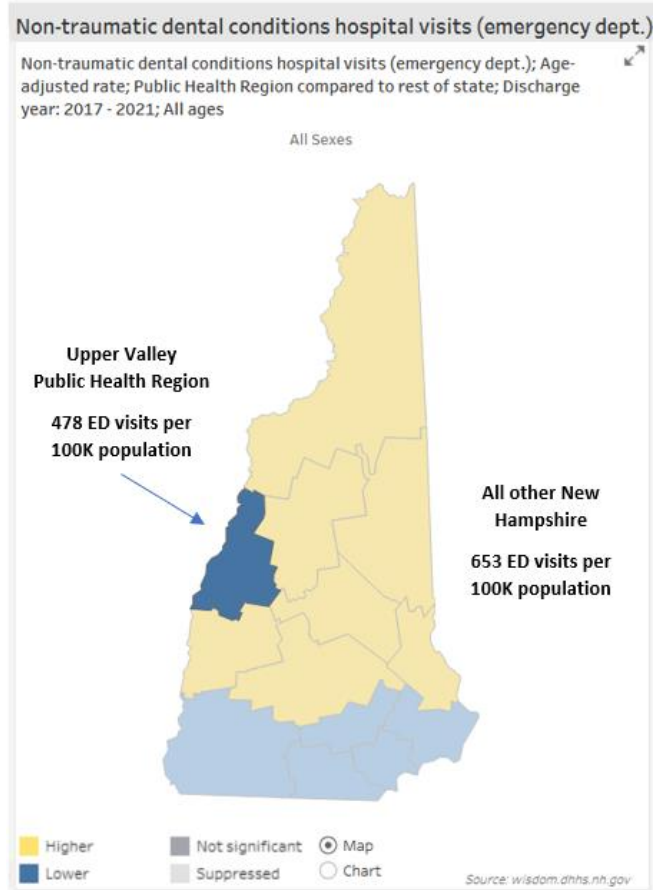 Non-traumatic dental conditions hospital visits (emergency dept.)
Non-traumatic dental conditions hospital visits (emergency dept.); Age-
adjusted rate; Public Health Region compared to rest of state; Discharge
year: 2017 - 2021; All ages
All Sexes
Upper Valley
Public Health Region
478 ED visits per
100K population
All other New
Hampshire
653 ED visits per
100K population
Higher
Lower
Not significant
Suppressed
Map
Chart
Source: wisdom.dhhs.nh.gov